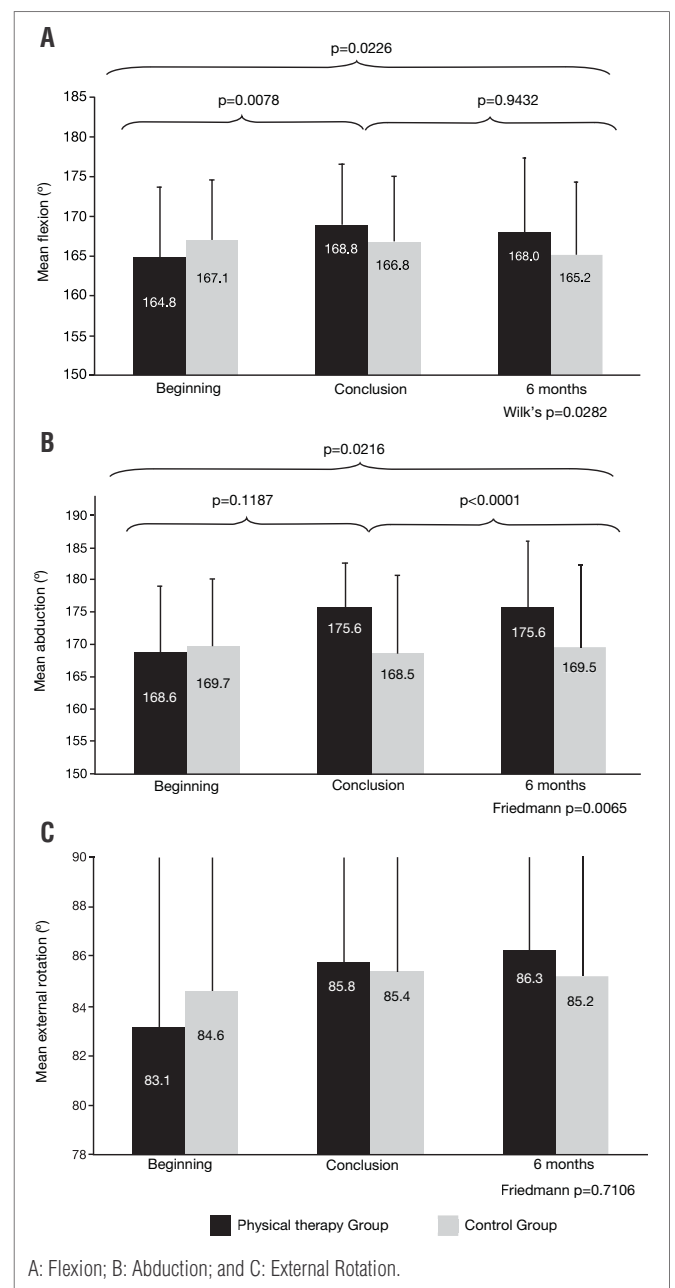 A
p=0.0226
p=0.0078 p=0.9432
Mean flexion (º)
185
180
175
170
165
160
155
150
164.8
167.1
168.8
166.8
168.0
165.2
Beginning Conclusion 6 months
Wilk’s p=0.0282
B
p=0.0216
p=0.1187 p<0.0001
Mean abduction (º)
190
185
180
175
170
165
160
155
150
168.6
169.7
175.6
168.5
175.6
169.5
Beginning Conclusion 6 months
Friedmann p=0.0065
C
Mean external rotation (º)
90
88
86
84
82
80
78
83.1
84.6
85.8
85.4
86.3
85.2
Beginning Conclusion 6 months
Friedmann p=0.7106
Physical therapy Group Control Group
A: Flexion; B: Abduction; and C: External Rotation.